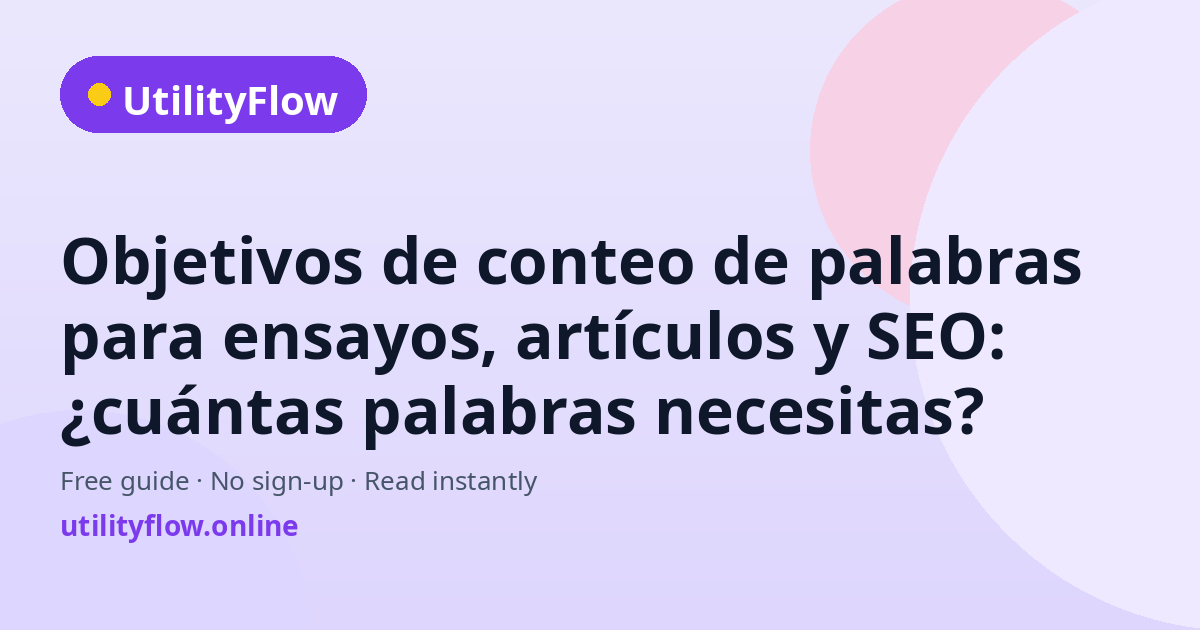 UtilityFlow
Objetivos de conteo de palabras
para ensayos, artículos y SEO:
¿cuántas palabras necesitas?
Free guide · No sign-up · Read instantly
utilityflow.online